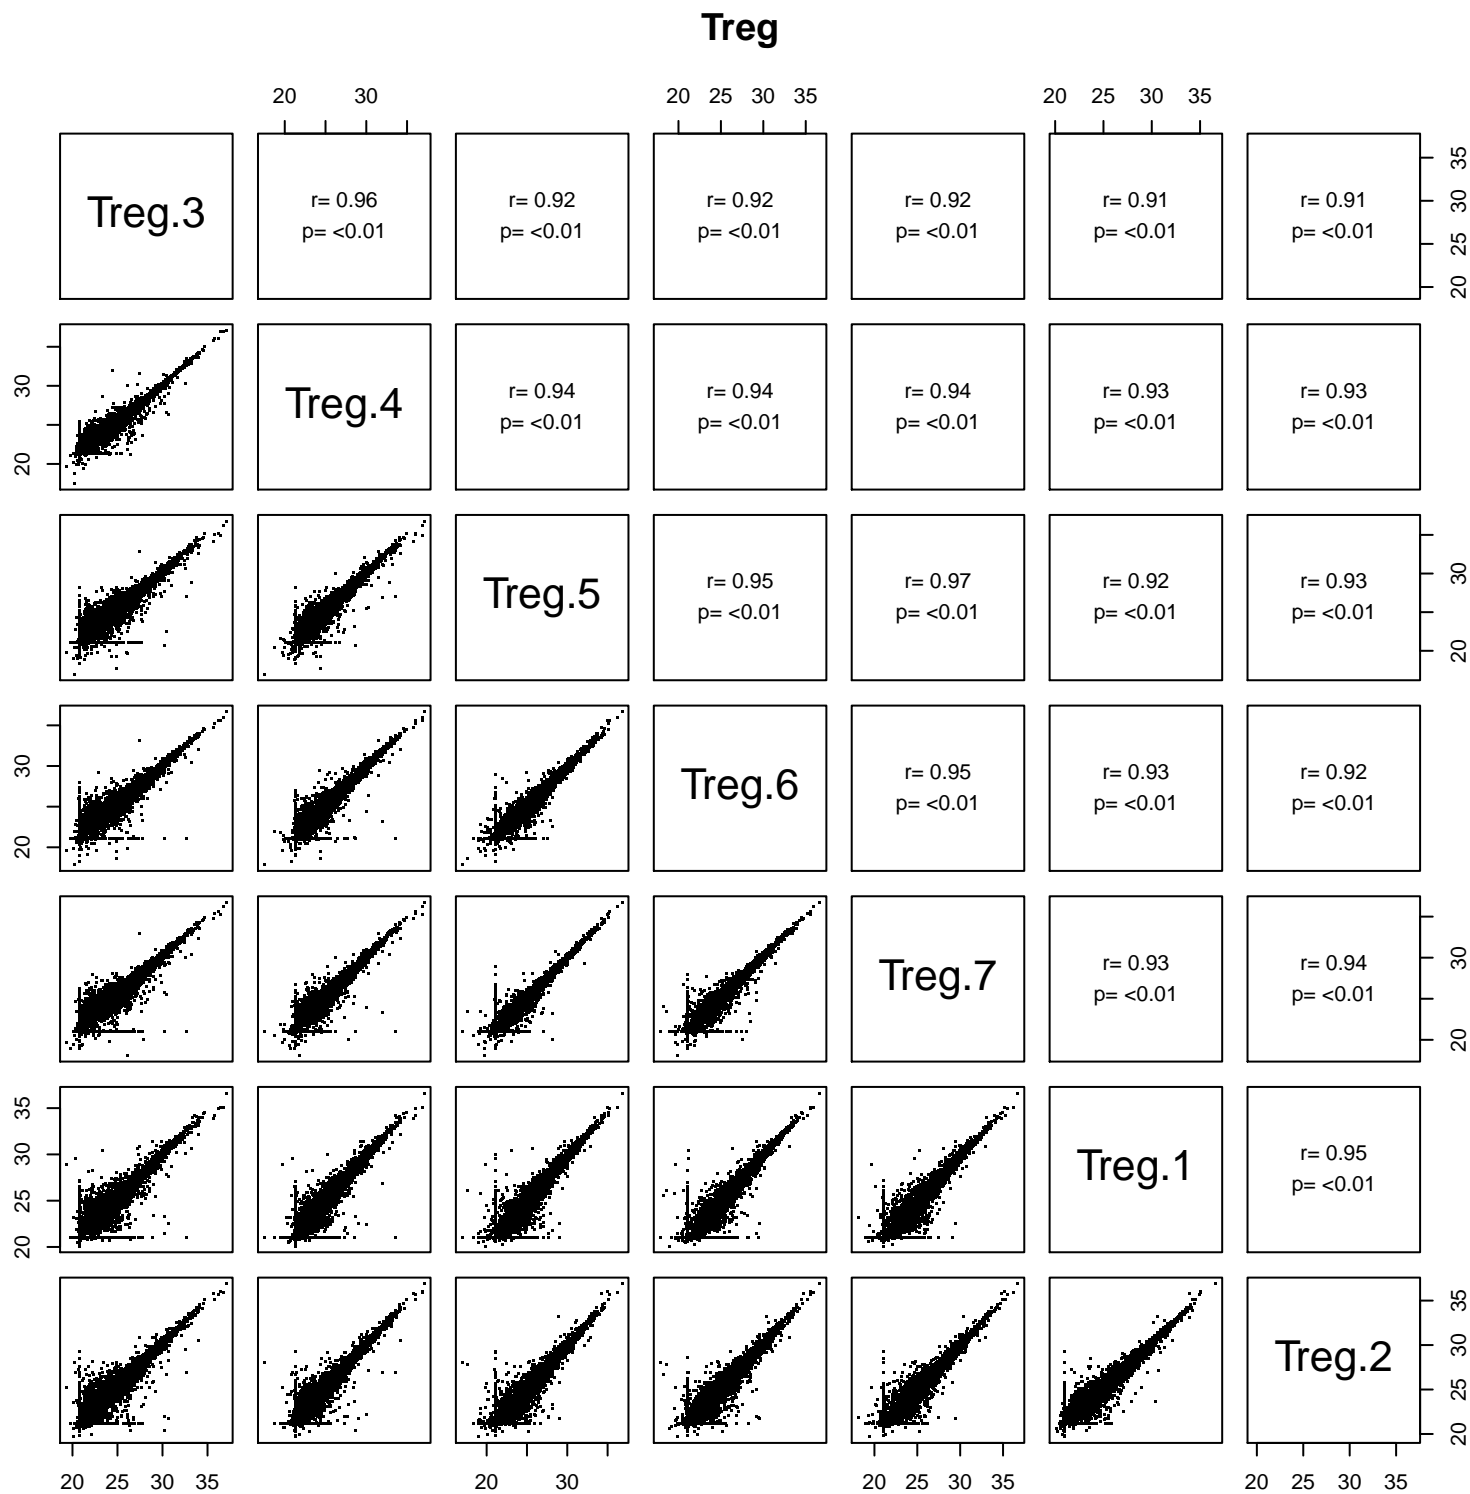 Treg
20 30 20 25 30 35 20 25 30 35
Treg.3 r= 0.96 r= 0.92 r= 0.92 r= 0.92 r= 0.91 r= 0.91
p= <0.01 p= <0.01 p= <0.01 p= <0.01 p= <0.01 p= <0.01
20 25 30 35
Treg.4 r= 0.94 r= 0.94 r= 0.94 r= 0.93 r= 0.93
p= <0.01 p= <0.01 p= <0.01 p= <0.01 p= <0.01
20 30
Treg.5 r= 0.95 r= 0.97 r= 0.92 r= 0.93
p= <0.01 p= <0.01 p= <0.01 p= <0.01
20 30
Treg.6 r= 0.95 r= 0.93 r= 0.92
p= <0.01 p= <0.01 p= <0.01
20 30
Treg.7 r= 0.93 r= 0.94
p= <0.01 p= <0.01
20 30
Treg.1 r= 0.95
p= <0.01
20 25 30 35
Treg.2
20 25 30 35
20 25 30 35 20 30 20 25 30 35 20 25 30 35